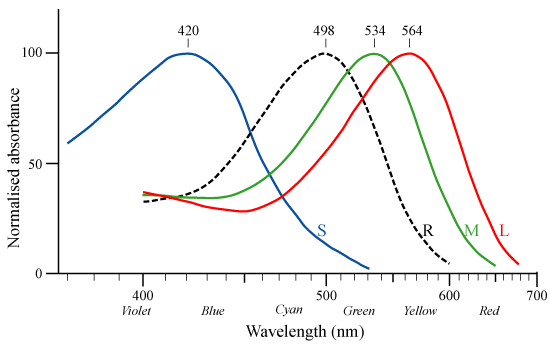 420 498 534 564
100
Normalised absorbance
50
S R M L
0
400 500 600 700
Violet Blue Cyan Green Yellow Red
Wavelength (nm)